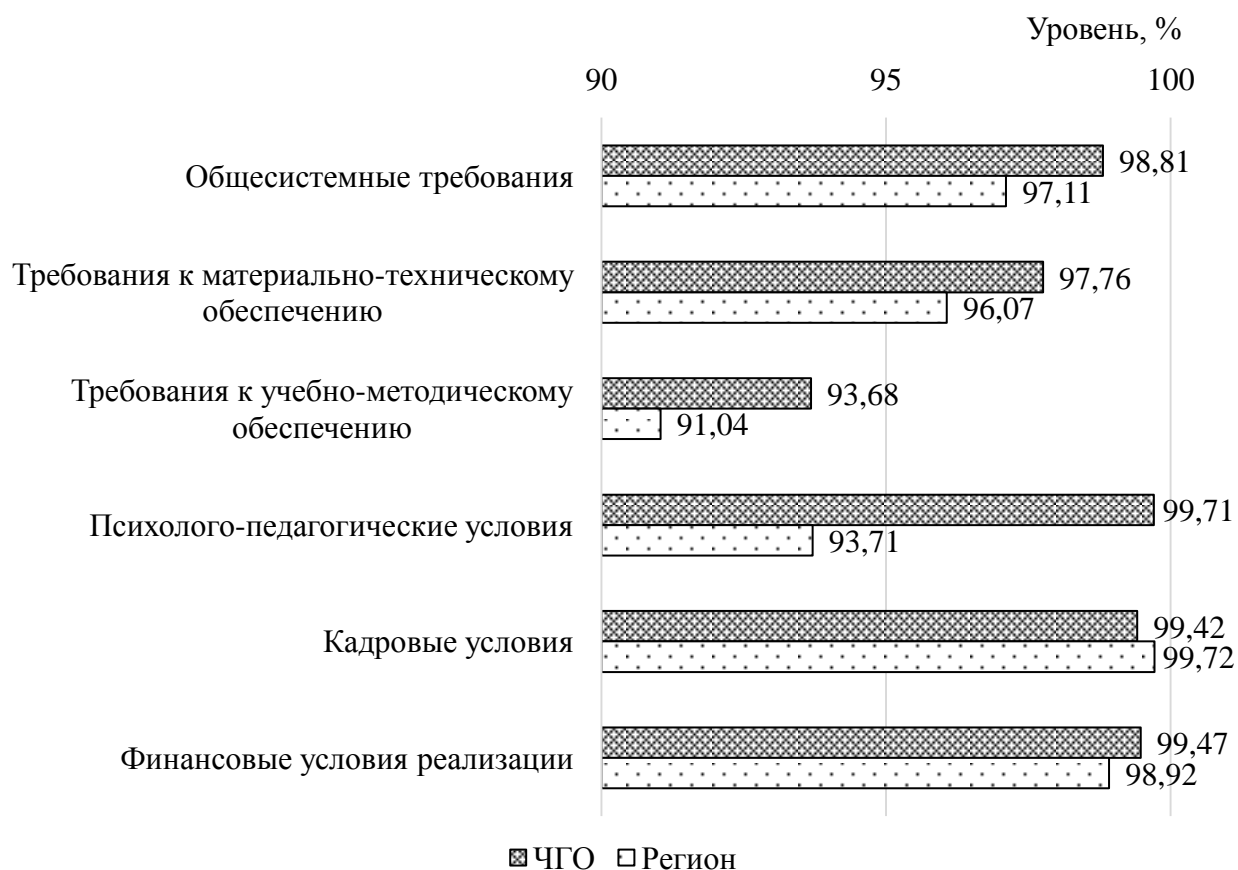 Уровень, %
90 95 100
Общесистемные требования
98,81
97,11
Требования к материально-техническому
обеспечению
97,76
96,07
Требования к учебно-методическому
обеспечению
93,68
91,04
Психолого-педагогические условия
99,71
93,71
Кадровые условия
99,42
99,72
Финансовые условия реализации
99,47
98,92
ЧГО Регион